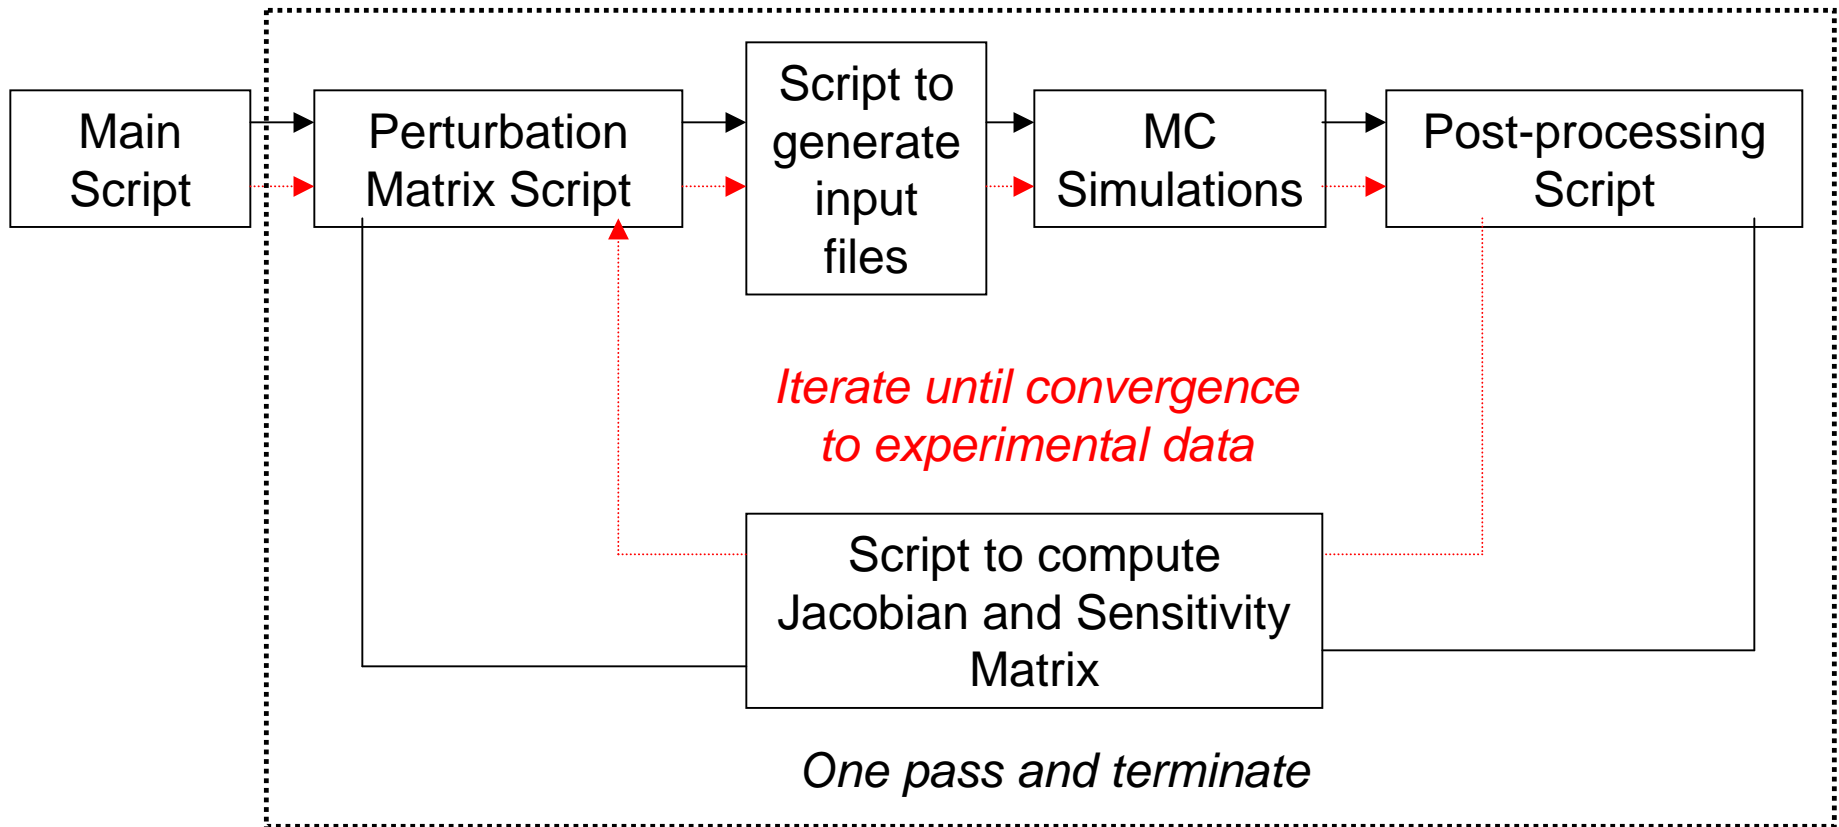 Main
Script
Perturbation
Matrix Script
Script to
generate
input
files
MC
Simulations
Post-processing
Script
Iterate until convergence
to experimental data
Script to compute
Jacobian and Sensitivity
Matrix
One pass and terminate